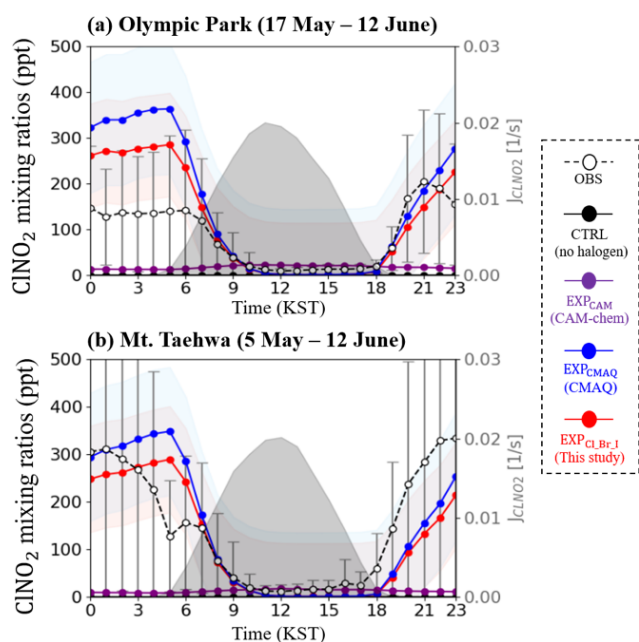 (a) Olympic Park (17 May – 12 June)
ClNO2 mixing ratios (ppt)
500
400
300
200
100
0
0.03
0.02
0.01
0.00
JCLNO2 [1/s]
0 3 6 9 12 15 18 21 23
Time (KST)
(b) Mt. Taehwa (5 May – 12 June)
ClNO2 mixing ratios (ppt)
500
400
300
200
100
0
0.03
0.02
0.01
0.00
JCLNO2 [1/s]
0 3 6 9 12 15 18 21 23
Time (KST)
OBS
CTRL
(no halogen)
EXPCAM
(CAM-chem)
EXPCMAQ
(CMAQ)
EXPCl_Br_I
(This study)